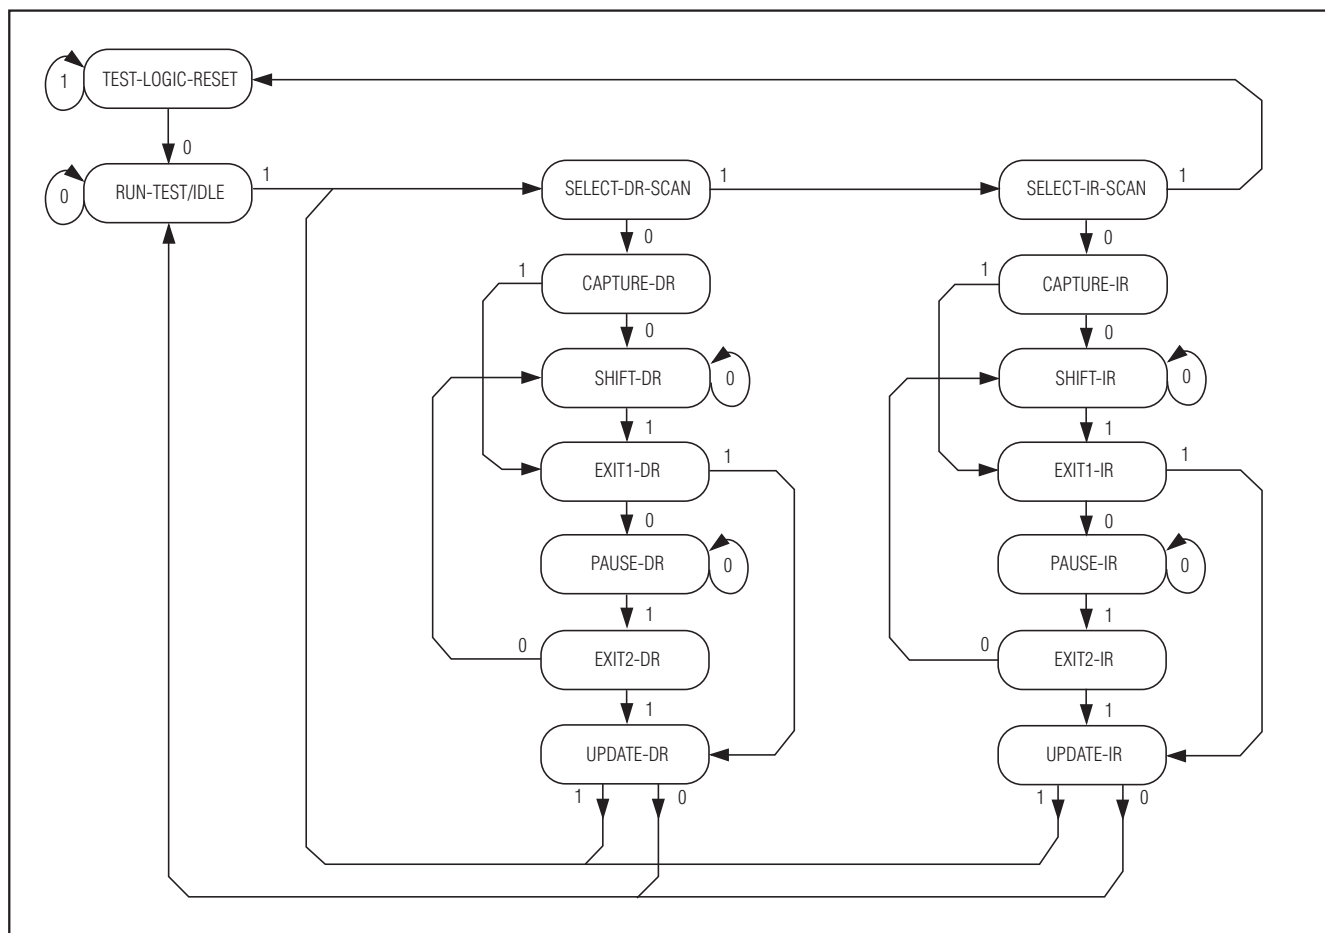 TEST-LOGIC-RESET
1
0
RUN-TEST/IDLE
0
1
SELECT-DR-SCAN
1
SELECT-IR-SCAN
1
0
0
1
CAPTURE-DR
1
CAPTURE-IR
0
0
SHIFT-DR
0
SHIFT-IR
0
1
1
EXIT1-DR
1
EXIT1-IR
1
0
0
PAUSE-DR
0
PAUSE-IR
0
1
1
0
EXIT2-DR
0
EXIT2-IR
1
1
UPDATE-DR
UPDATE-IR
1
0
1
0